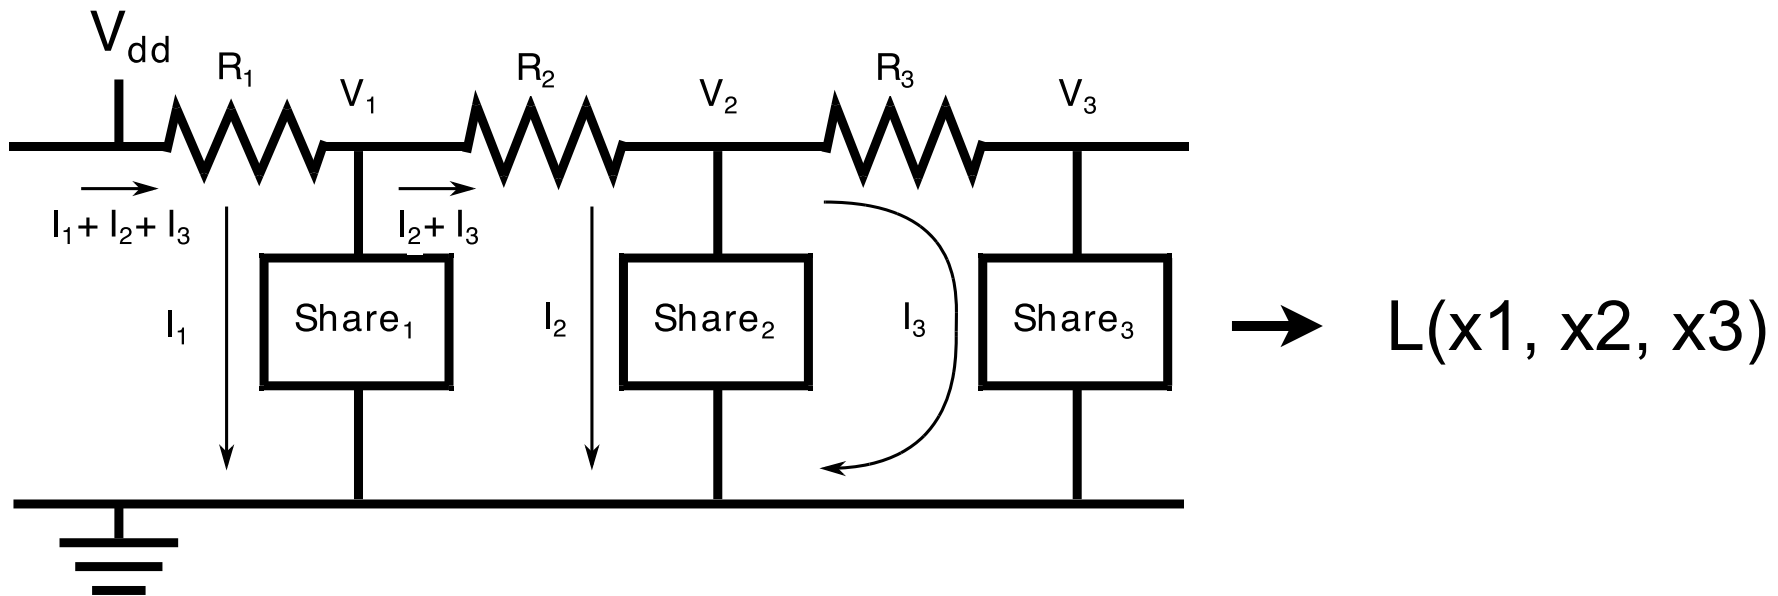 Vdd
R1 V1 R2 V2 R3 V3
I1+ I2+ I3 I2+ I3
I1 Share1 I2 Share2 I3 Share3 L(x1, x2, x3)